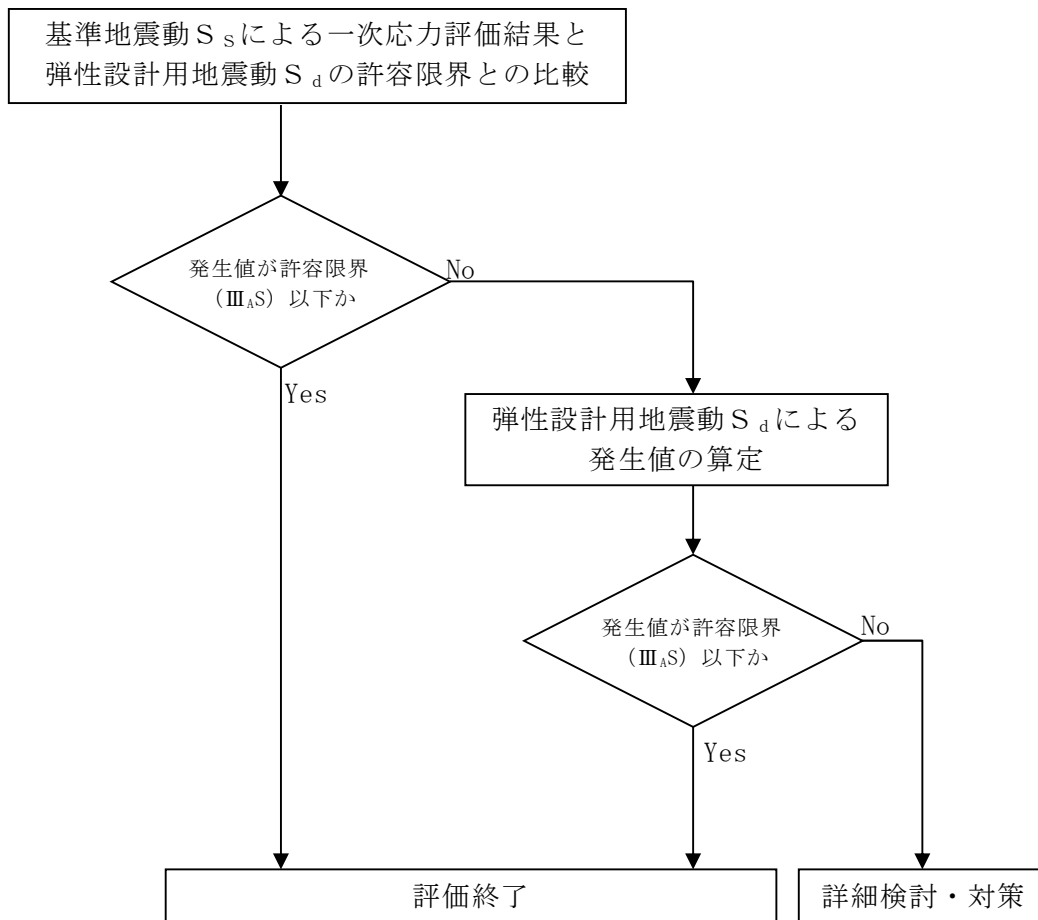 基準地震動Ｓｓによる一次応力評価結果と
弾性設計用地震動Ｓｄの許容限界との比較
発生値が許容限界
（ⅢAS）以下か
No
Yes
弾性設計用地震動Ｓｄによる
発生値の算定
発生値が許容限界
（ⅢAS）以下か
No
Yes
評価終了
詳細検討・対策